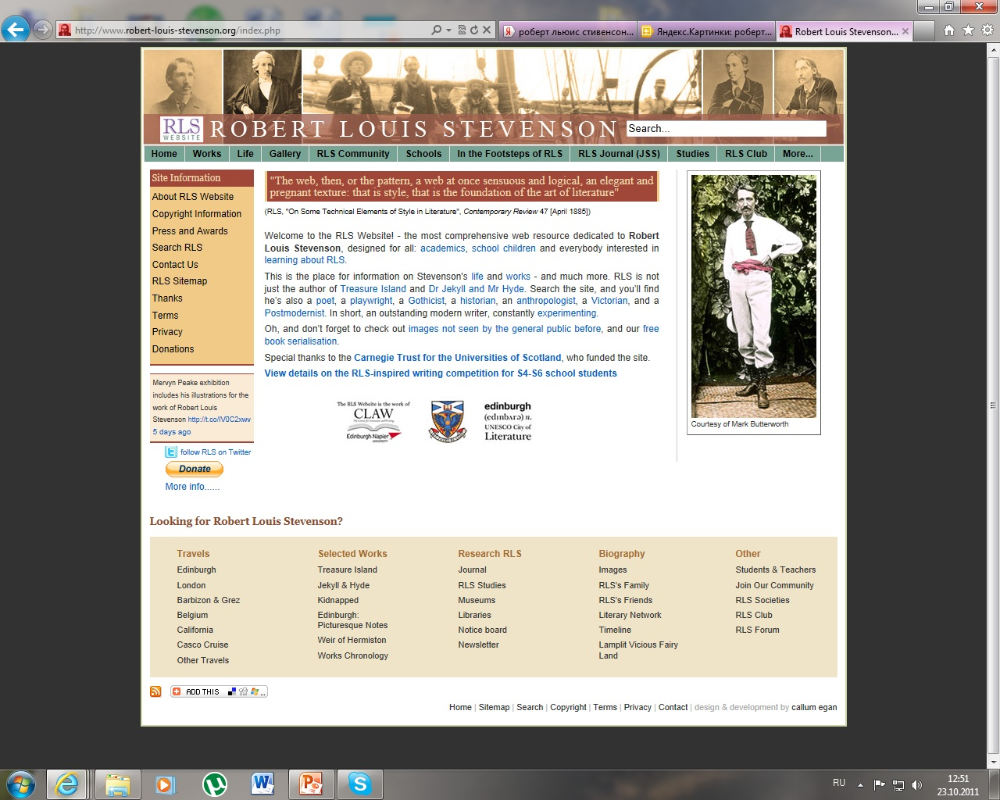 http://www.robert-louis-stevenson.org/index.php
роберт льюис стивенсон...
Яндекс.Картинки: роберт...
Robert Louis Stevenson...
RLS
WEBSITE
ROBERT LOUIS STEVENSON
Search...
Home
Works
Life
Gallery
RLS Community
Schools
In the Footsteps of RLS
RLS Journal (JSS)
Studies
RLS Club
More...
Site Information
About RLS Website
Copyright Information
Press and Awards
Search RLS
Contact Us
RLS Sitemap
Thanks
Terms
Privacy
Donations
Mervyn Peake exhibition
includes his illustrations for the
work of Robert Louis
Stevenson http://t.co/IV0C2xwv
5 days ago
follow RLS on Twitter
Donate
More info......
"The web, then, or the pattern, a web at once sensuous and logical, an elegant and
pregnant texture: that is style, that is the foundation of the art of literature"
(RLS, "On Some Technical Elements of Style in Literature", Contemporary Review 47 [April 1885])
Welcome to the RLS Website! - the most comprehensive web resource dedicated to Robert
Louis Stevenson, designed for all: academics, school children and everybody interested in
learning about RLS.
This is the place for information on Stevenson's life and works - and much more. RLS is not
just the author of Treasure Island and Dr Jekyll and Mr Hyde. Search the site, and you'll find
he's also a poet, a playwright, a Gothicist, a historian, an anthropologist, a Victorian, and a
Postmodernist. In short, an outstanding modern writer, constantly experimenting.
Oh, and don't forget to check out images not seen by the general public before, and our free
book serialisation.
Special thanks to the Carnegie Trust for the Universities of Scotland, who funded the site.
View details on the RLS-inspired writing competition for S4-S6 school students
The RLS Website is the work of
CLAW
Edinburgh Napier
UNIVERSITY
edinburgh
(edɪnbʌrə) n.
UNESCO City of
Literature
Courtesy of Mark Butterworth
Looking for Robert Louis Stevenson?
Travels
Edinburgh
London
Barbizon & Grez
Belgium
California
Casco Cruise
Other Travels
Selected Works
Treasure Island
Jekyll & Hyde
Kidnapped
Edinburgh:
Picturesque Notes
Weir of Hermiston
Works Chronology
Research RLS
Journal
RLS Studies
Museums
Libraries
Notice board
Newsletter
Biography
Images
RLS's Family
RLS's Friends
Literary Network
Timeline
Lamplit Vicious Fairy
Land
Other
Students & Teachers
Join Our Community
RLS Societies
RLS Club
RLS Forum
ADD THIS
...
Home | Sitemap | Search | Copyright | Terms | Privacy | Contact | design & development by callum egan
RU
12:51
23.10.2011